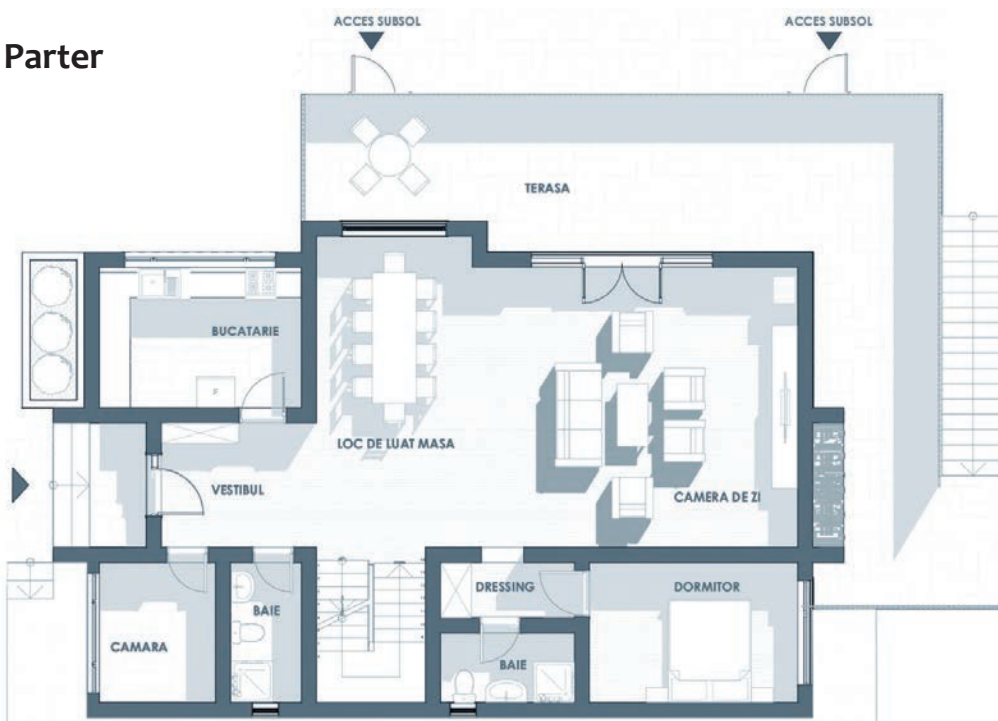 ACCES SUBSOL
ACCES SUBSOL
Parter
TERASA
BUCATARIE
LOC DE LUAT MASA
VESTIBUL
CAMERA DE ZI
DRESSING
DORMITOR
BAIE
CAMARA
BAIE